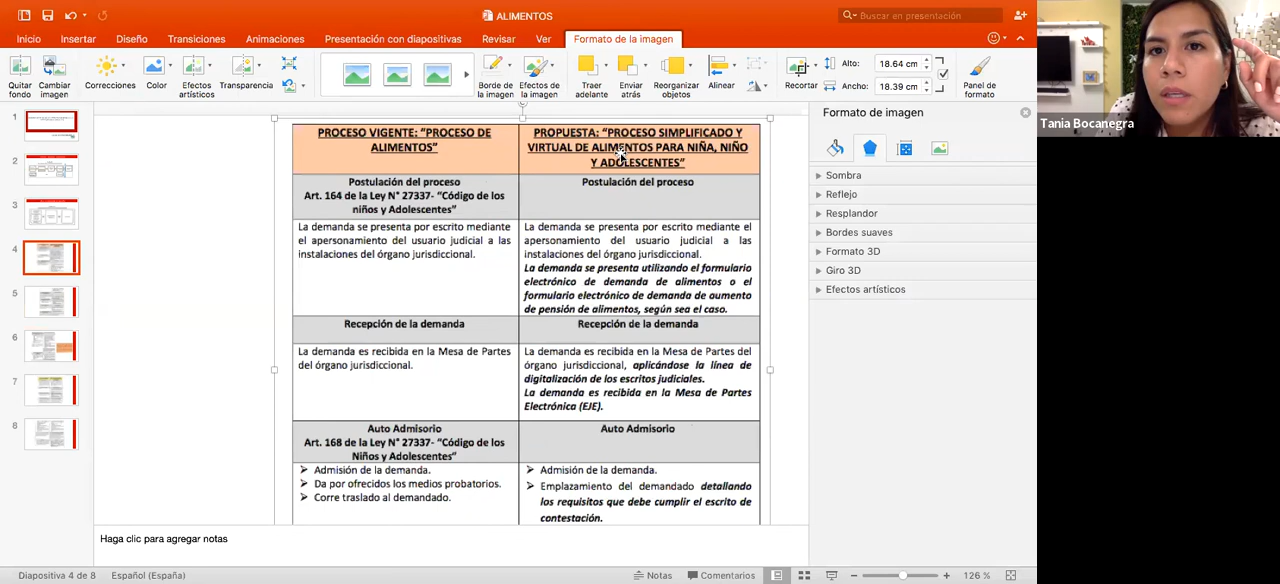 ALIMENTOS
Buscar en presentación
Inicio
Insertar
Diseño
Transiciones
Animaciones
Presentación con diapositivas
Revisar
Ver
Formato de la imagen
Quitar fondo
Cambiar imagen
Correcciones
Color
Efectos artísticos
Transparencia
Borde de la imagen
Efectos de la imagen
Traer adelante
Enviar atrás
Reorganizar objetos
Alinear
Recortar
Alto:
18.64 cm
Ancho:
18.39 cm
Panel de formato
Tania Bocanegra
1
2
3
4
5
6
7
8
PROCESO VIGENTE: “PROCESO DE
ALIMENTOS”
PROPUESTA: “PROCESO SIMPLIFICADO Y
VIRTUAL DE ALIMENTOS PARA NIÑA, NIÑO
Y ADOLESCENTES”
Postulación del proceso
Art. 164 de la Ley N° 27337- “Código de los
niños y Adolescentes”
Postulación del proceso
La demanda se presenta por escrito mediante
el apersonamiento del usuario judicial a las
instalaciones del órgano jurisdiccional.
La demanda se presenta por escrito mediante el
apersonamiento del usuario judicial a las
instalaciones del órgano jurisdiccional.
La demanda se presenta utilizando el formulario
electrónico de demanda de alimentos o el
formulario electrónico de demanda de aumento
de pensión de alimentos, según sea el caso.
Recepción de la demanda
Recepción de la demanda
La demanda es recibida en la Mesa de Partes
del órgano jurisdiccional.
La demanda es recibida en la Mesa de Partes del
órgano jurisdiccional, aplicándose la línea de
digitalización de los escritos judiciales.
La demanda es recibida en la Mesa de Partes
Electrónica (EJE).
Auto Admisorio
Art. 168 de la Ley N° 27337- “Código de los
Niños y Adolescentes”
Auto Admisorio
➢ Admisión de la demanda.
➢ Da por ofrecidos los medios probatorios.
➢ Corre traslado al demandado.
➢ Admisión de la demanda.
➢ Emplazamiento del demandado detallando
los requisitos que debe cumplir el escrito de
contestación.
Formato de imagen
Sombra
Reflejo
Resplandor
Bordes suaves
Formato 3D
Giro 3D
Efectos artísticos
Haga clic para agregar notas
Diapositiva 4 de 8
Español (España)
Notas
Comentarios
126 %